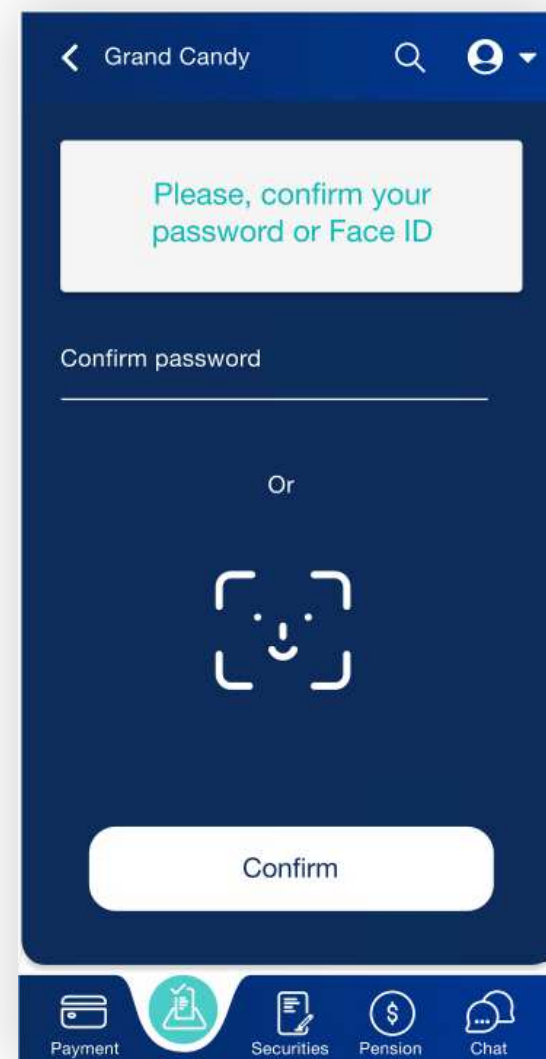 Grand Candy
Please, confirm your
password or Face ID
Confirm password
Or
Confirm
Payment
Securities
Pension
Chat